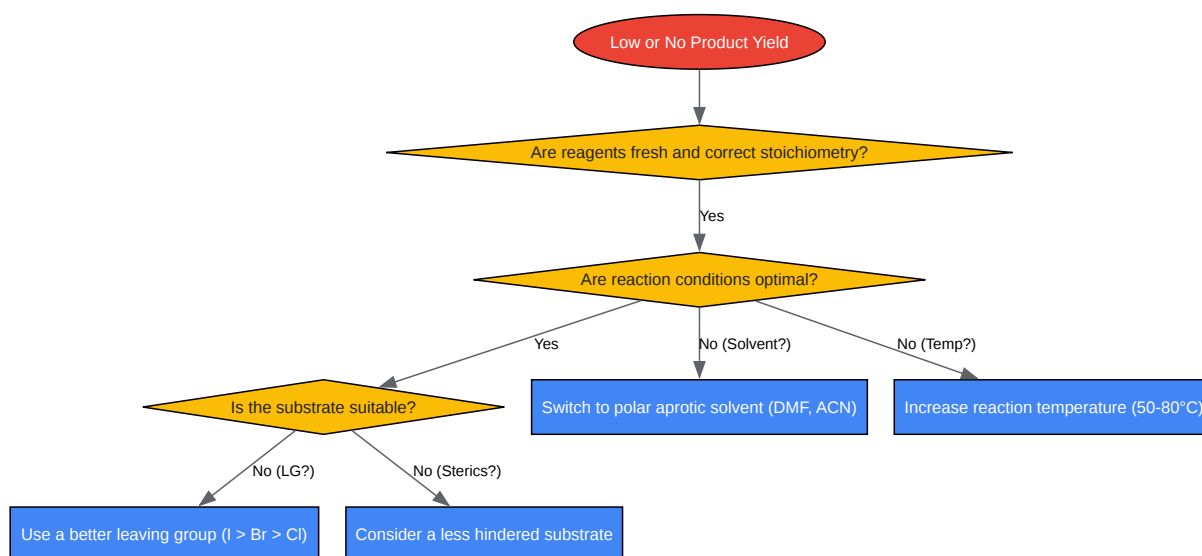 Low or No Product Yield
Are reagents fresh and correct stoichiometry?
Yes
Are reaction conditions optimal?
Yes
No (Solvent?)
No (Temp?)
Is the substrate suitable?
Switch to polar aprotic solvent (DMF, ACN)
Increase reaction temperature (50-80°C)
No (LG?)
No (Sterics?)
Use a better leaving group (I > Br > Cl)
Consider a less hindered substrate